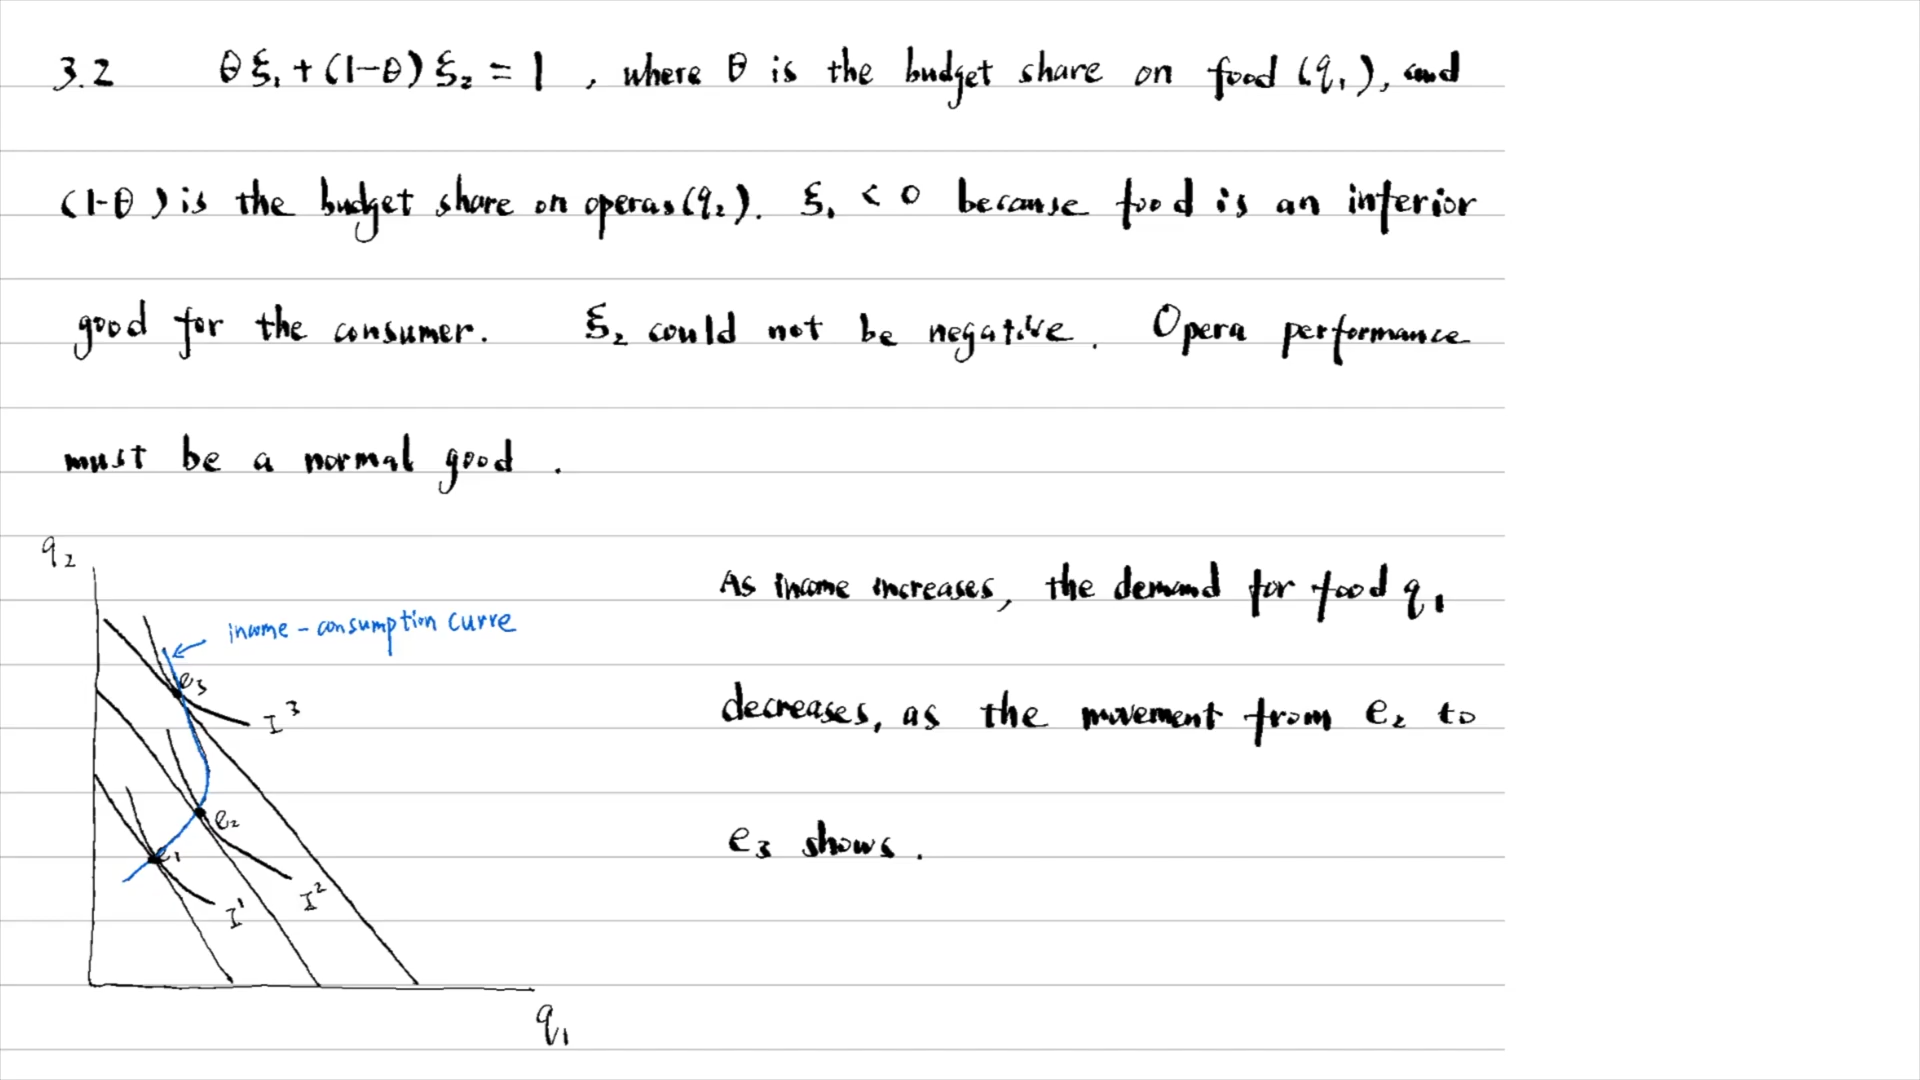 3.2 θξ₁ + (1-θ) ξ₂ = 1 , where θ is the budget share on food (q₁), and
(1-θ) is the budget share on operas (q₂). ξ₁ < 0 because food is an inferior
good for the consumer. ξ₂ could not be negative. Opera performance
must be a normal good .
q₂
income-consumption curve
e₃
I³
e₂
e₁
I²
I¹
q₁
As income increases, the demand for food q₁
decreases, as the movement from e₂ to
e₃ shows .